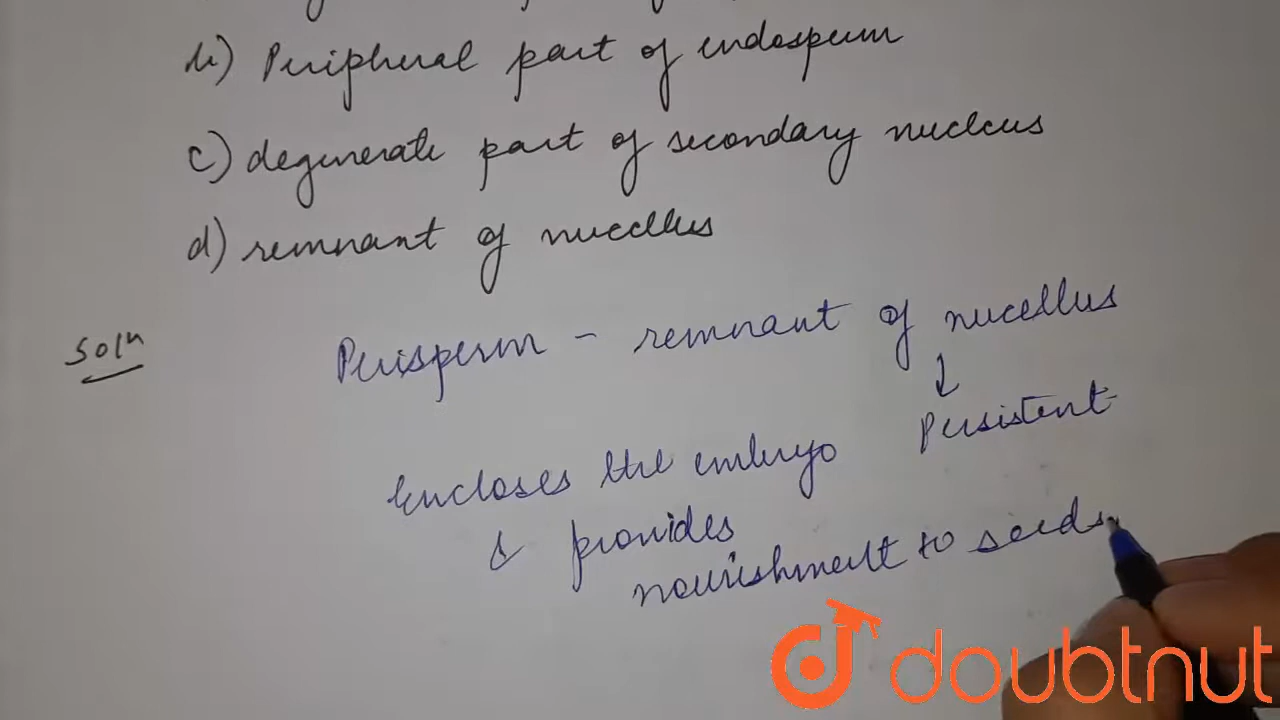 b) Peripheral part of endosperm
c) degenerate part of secondary nucleus
d) remnant of nucellus
Soln
Perisperm - remnant of nucellus
↓
Persistent
Encloses the embryo
& provides
nourishment to seeds
doubtnut